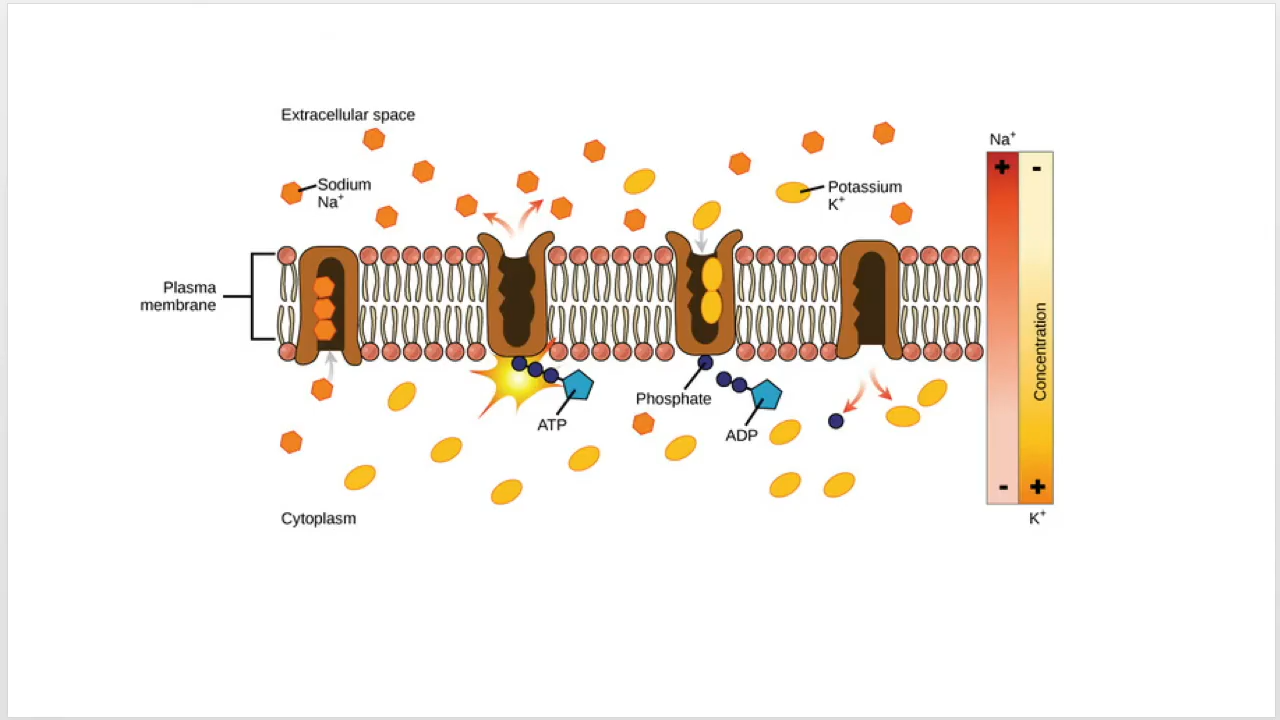 Extracellular space
Na⁺
+ -
Sodium
Na⁺
Potassium
K⁺
Plasma
membrane
Concentration
Phosphate
ATP
ADP
- +
Cytoplasm
K⁺